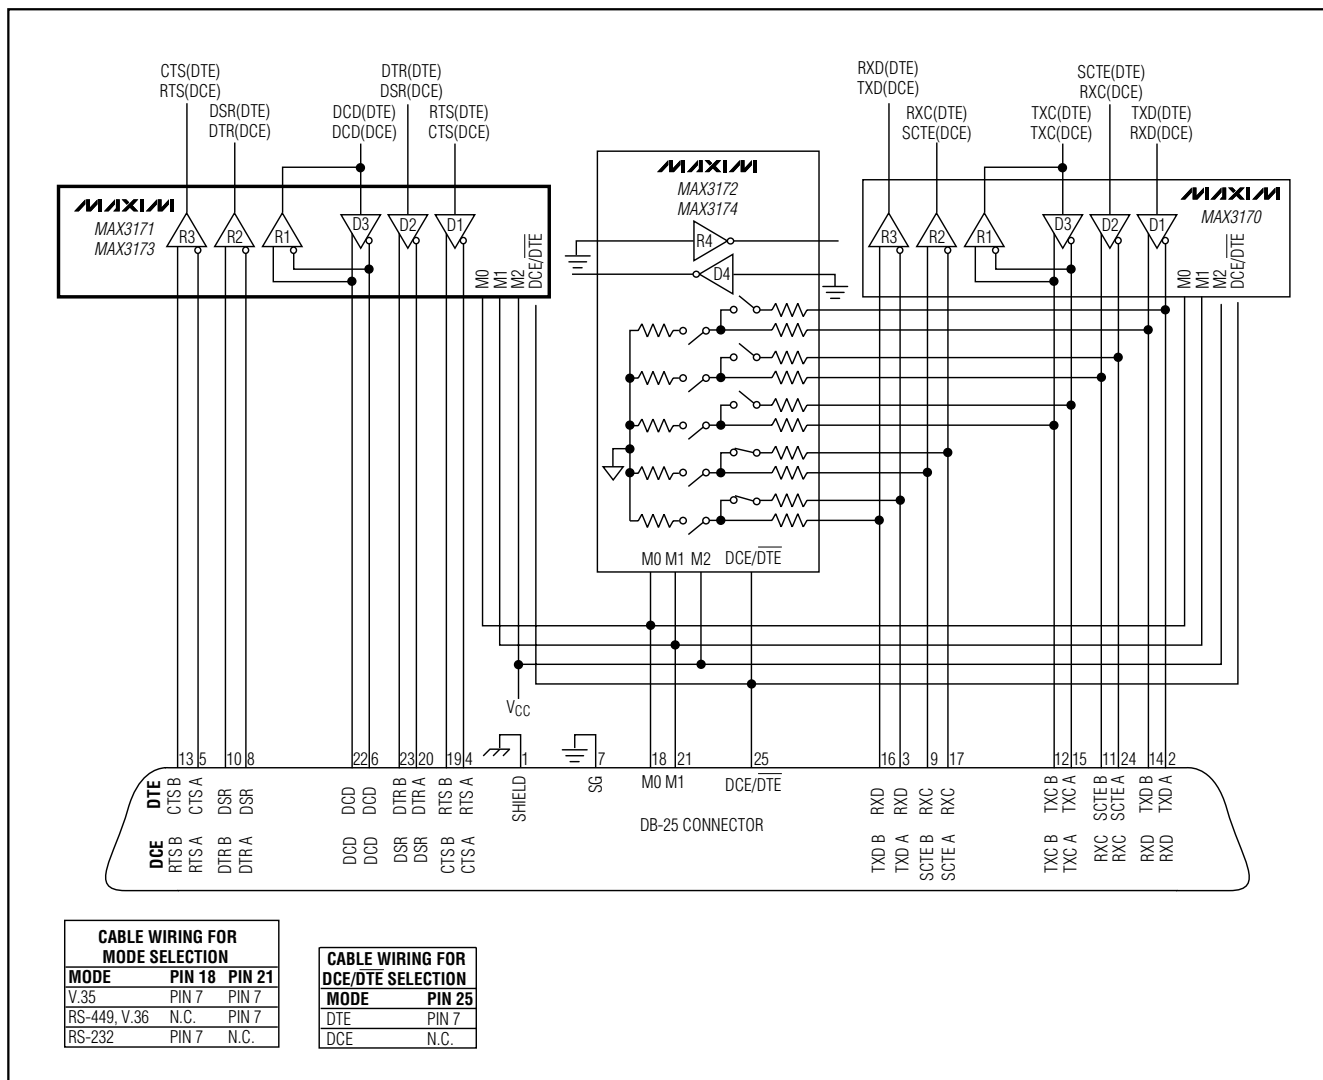 CTS(DTE)
RTS(DCE)
DSR(DTE)
DTR(DCE)
DCD(DTE)
DCD(DCE)
DTR(DTE)
DSR(DCE)
RTS(DTE)
CTS(DCE)
RXD(DTE)
TXD(DCE)
RXC(DTE)
SCTE(DCE)
TXC(DTE)
TXC(DCE)
SCTE(DTE)
RXC(DCE)
TXD(DTE)
RXD(DCE)
MAXIM
MAX3171
MAX3173
R3
R2
R1
D3
D2
D1
M0
M1
M2
DCE/DTE
MAXIM
MAX3172
MAX3174
R4
D4
M0 M1 M2 DCE/DTE
MAXIM
MAX3170
R3
R2
R1
D3
D2
D1
M0
M1
M2
DCE/DTE
VCC
13 5 10 8 22 6 23 20 19 4 1 7 18 21 25 16 3 9 17 12 15 11 24 14 2
DTE
CTS B
CTS A
DSR
DSR
DCD
DCD
DTR B
DTR A
RTS B
RTS A
SHIELD
SG
M0 M1
DCE/DTE
RXD
RXD
RXC
RXC
TXC B
TXC A
SCTE B
SCTE A
TXD B
TXD A
DB-25 CONNECTOR
DCE
RTS B
RTS A
DTR B
DTR A
DCD
DCD
DSR
DSR
CTS B
CTS A
TXD B
TXD A
SCTE B
SCTE A
TXC B
TXC A
RXC
RXC
RXD
RXD
CABLE WIRING FOR
MODE SELECTION
MODE PIN 18 PIN 21
V.35 PIN 7 PIN 7
RS-449, V.36 N.C. PIN 7
RS-232 PIN 7 N.C.
CABLE WIRING FOR
DCE/DTE SELECTION
MODE PIN 25
DTE PIN 7
DCE N.C.